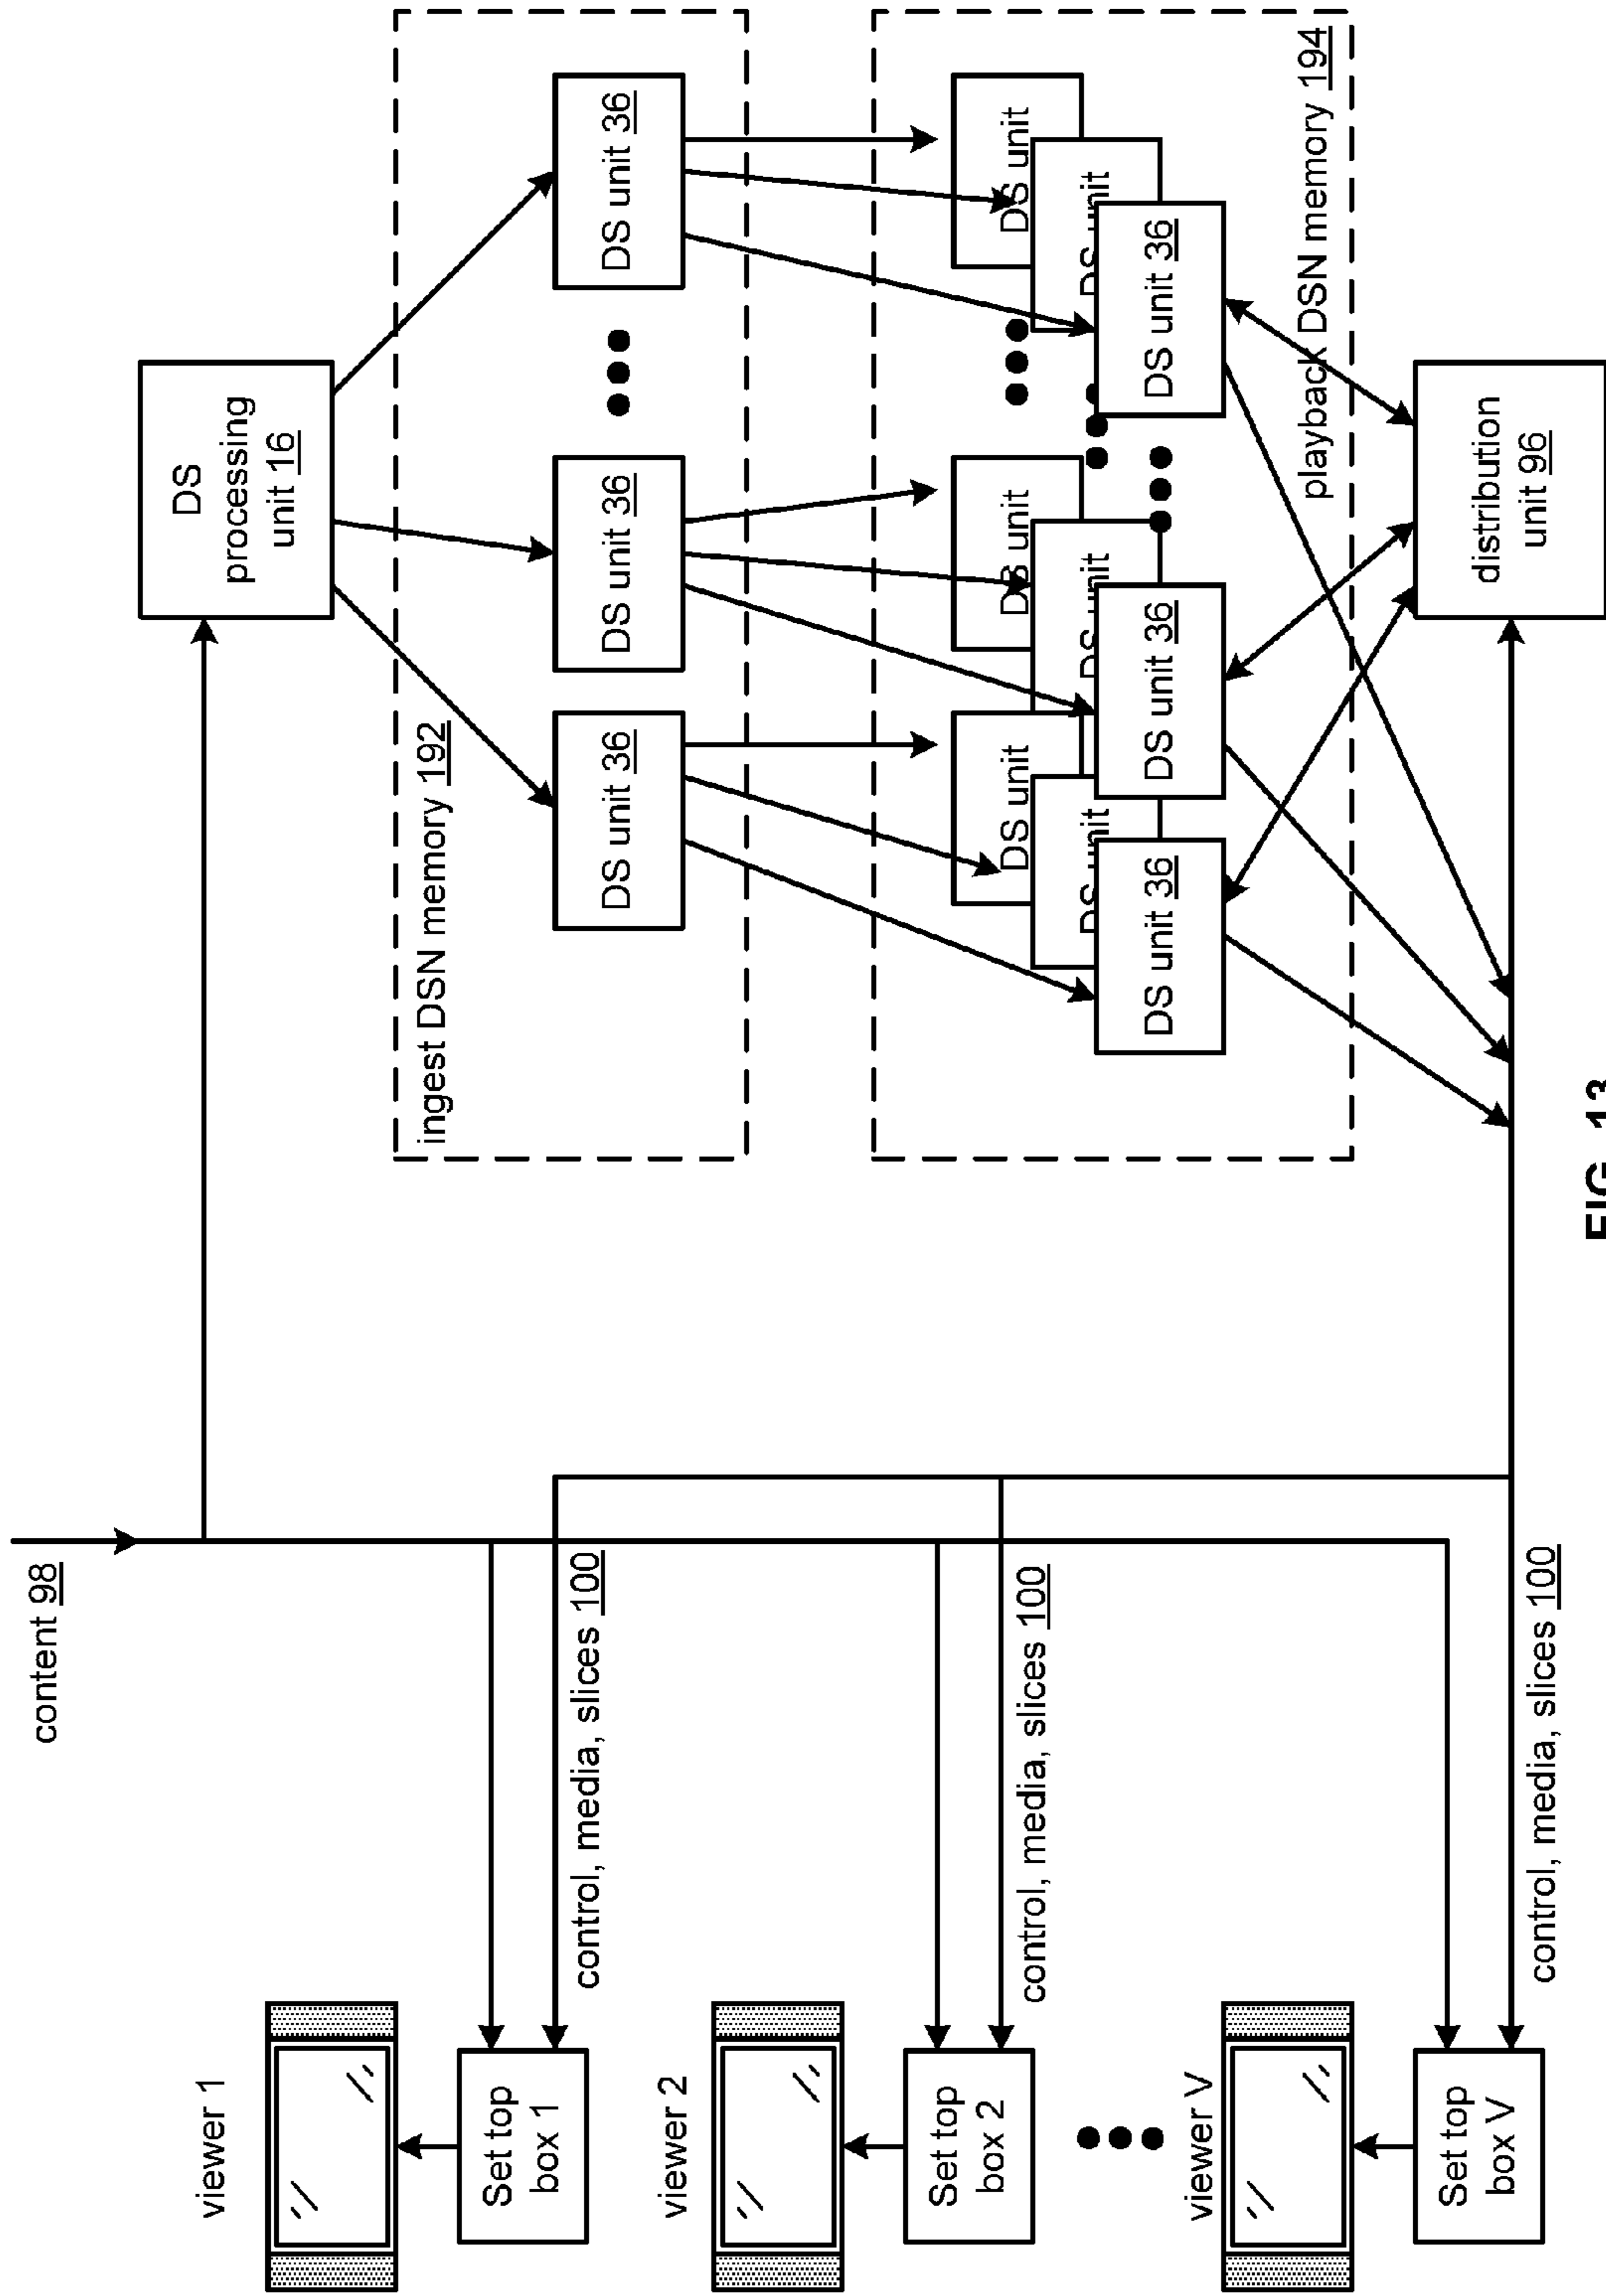 content 98
viewer 1
Set top
box 1
control, media, slices 100
viewer 2
Set top
box 2
control, media, slices 100
viewer V
Set top
box V
control, media, slices 100
DS
processing
unit 16
ingest DSN memory 192
DS unit 36
DS unit 36
DS unit 36
DS unit
DS unit
DS unit 36
DS unit
DS unit
DS unit 36
DS unit
DS unit
DS unit 36
playback DSN memory 194
distribution
unit 96
FIG. 13